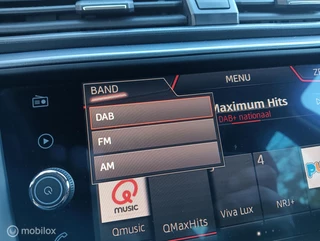 BAND
MENU
DAB
Maximum Hits
DAB+ nationaal
FM
AM
4
Q
MUSIC
Qmusic
QMaxHits
Viva Lux
NRJ+
mobilox